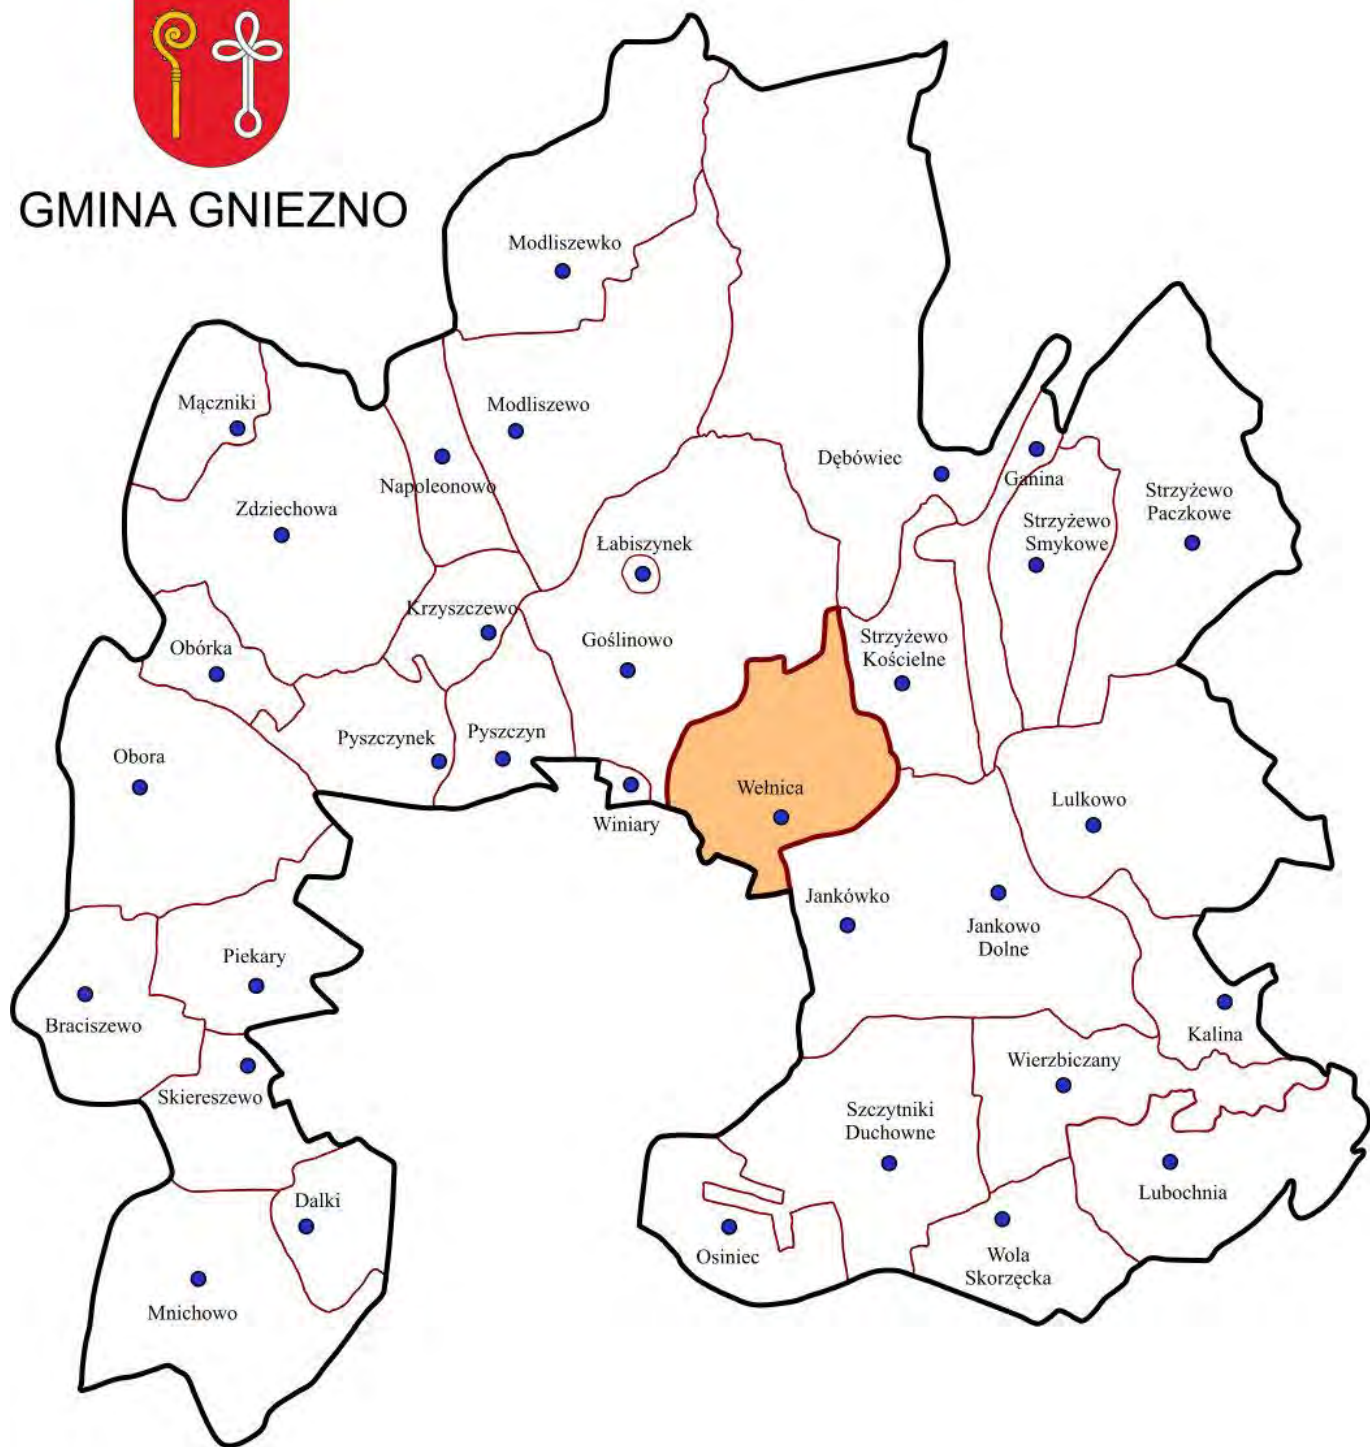 GMINA GNIEZNO
Modliszewko
Mączniki
Modliszewo
Napoleonowo
Dębówiec
Ganina
Strzyżewo
Paczkowe
Zdziechowa
Strzyżewo
Smykowe
Łabiszynek
Krzyszczewo
Obórka
Goślinowo
Strzyżewo
Kościelne
Pyszczynek
Pyszczyn
Obora
Wełnica
Lulkowo
Winiary
Jankówko
Jankowo
Dolne
Piekary
Braciszewo
Kalina
Wierzbiczany
Skiereszewo
Szczytniki
Duchowne
Lubochnia
Dalki
Osiniec
Wola
Skorzęcka
Mnichowo